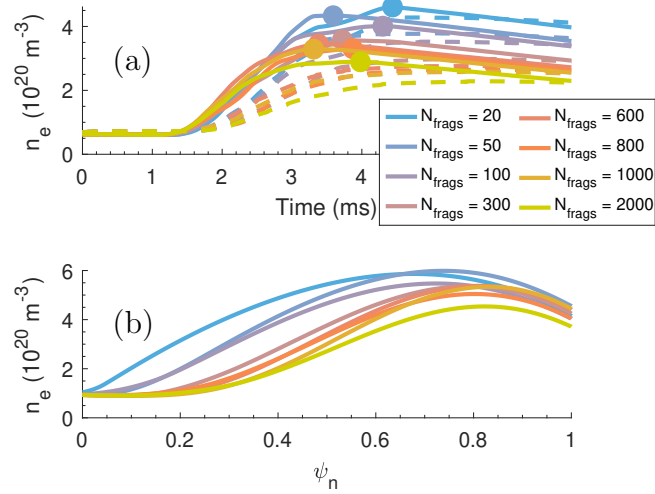 6
4
2
0
n_e (10^20 m^-3)
(a)
0 1 2 3 4
Time (ms)
N_frags = 20
N_frags = 50
N_frags = 100
N_frags = 300
N_frags = 600
N_frags = 800
N_frags = 1000
N_frags = 2000
6
4
2
0
n_e (10^20 m^-3)
(b)
0 0.2 0.4 0.6 0.8 1
ψ_n